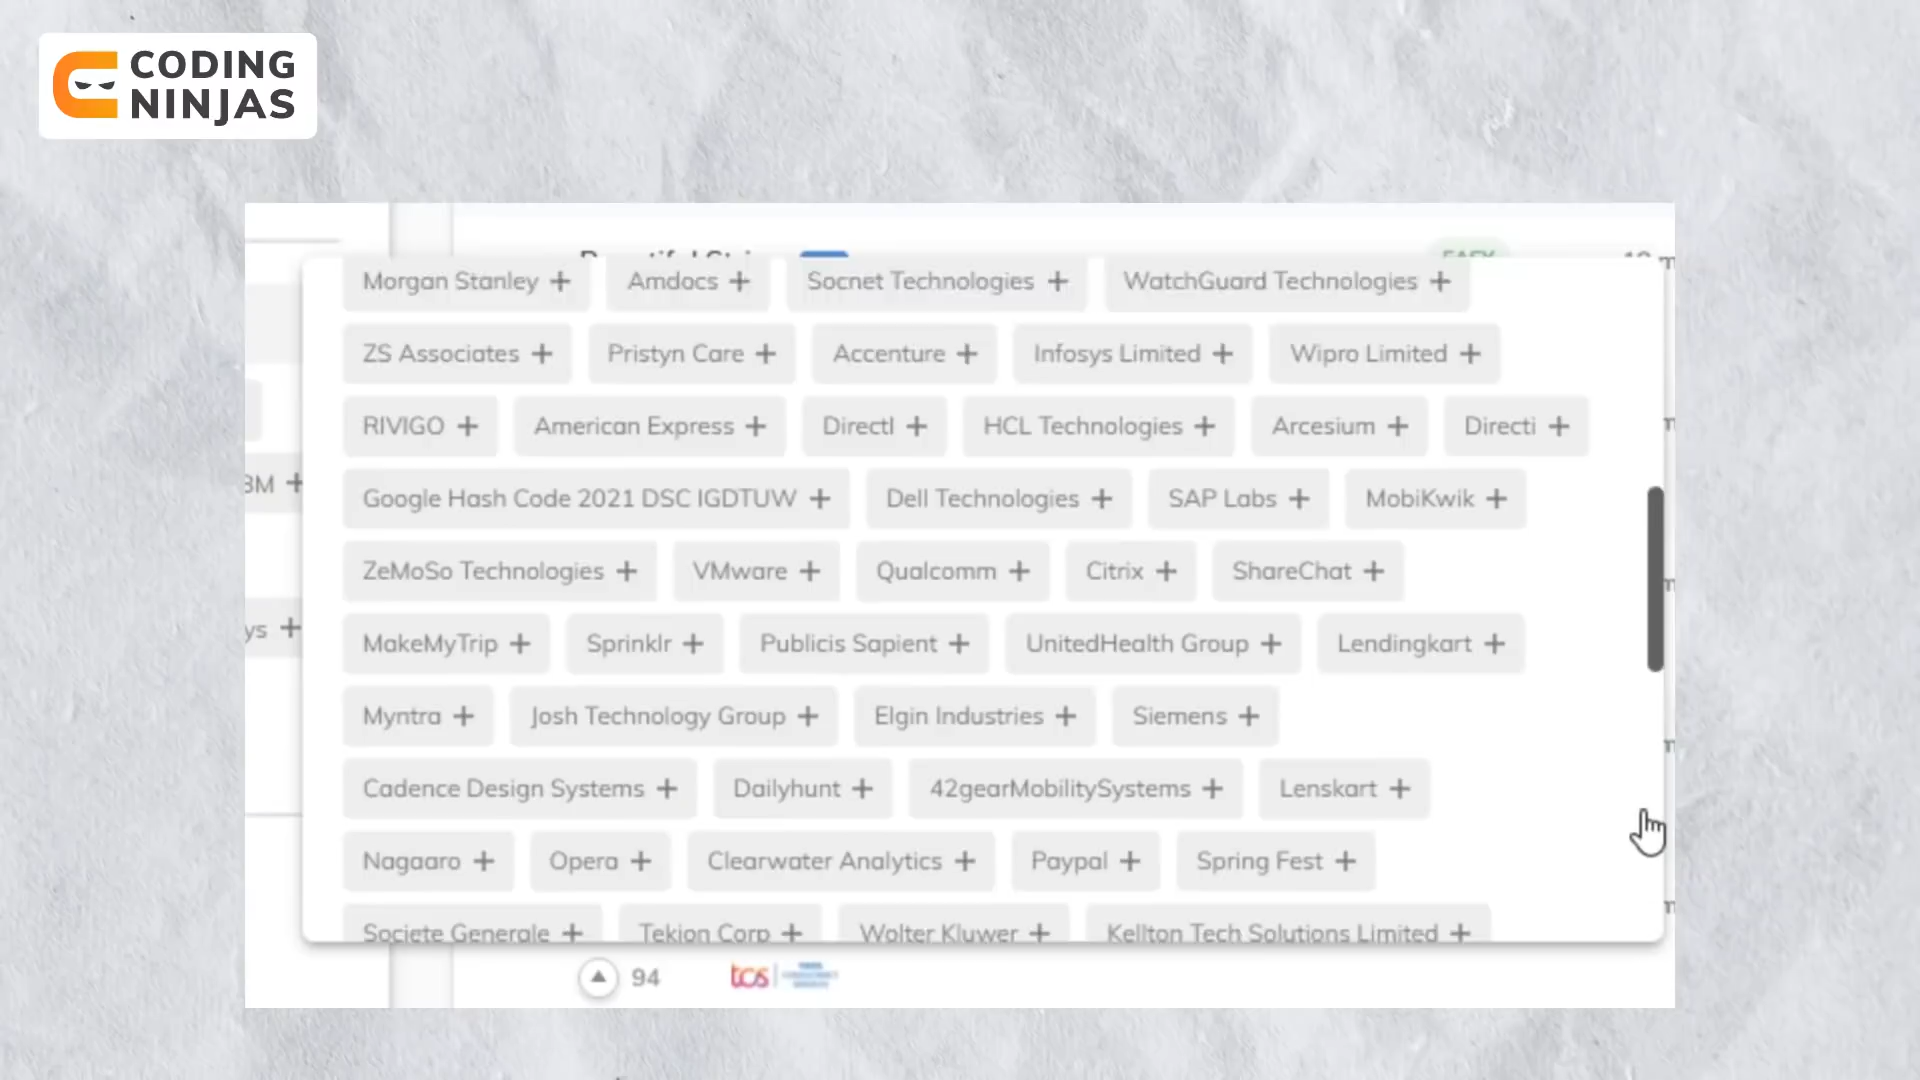 CODING
NINJAS
EASY
Morgan Stanley + Amdocs + Socnet Technologies + WatchGuard Technologies +
ZS Associates + Pristyn Care + Accenture + Infosys Limited + Wipro Limited +
RIVIGO + American Express + Directl + HCL Technologies + Arcesium + Directi +
Google Hash Code 2021 DSC IGDTUW + Dell Technologies + SAP Labs + MobiKwik +
ZeMoSo Technologies + VMware + Qualcomm + Citrix + ShareChat +
MakeMyTrip + Sprinklr + Publicis Sapient + UnitedHealth Group + Lendingkart +
Myntra + Josh Technology Group + Elgin Industries + Siemens +
Cadence Design Systems + Dailyhunt + 42gearMobilitySystems + Lenskart +
Nagaaro + Opera + Clearwater Analytics + Paypal + Spring Fest +
Societe Generale + Tekion Corp + Wolter Kluwer + Kellton Tech Solutions Limited +
94 tcs